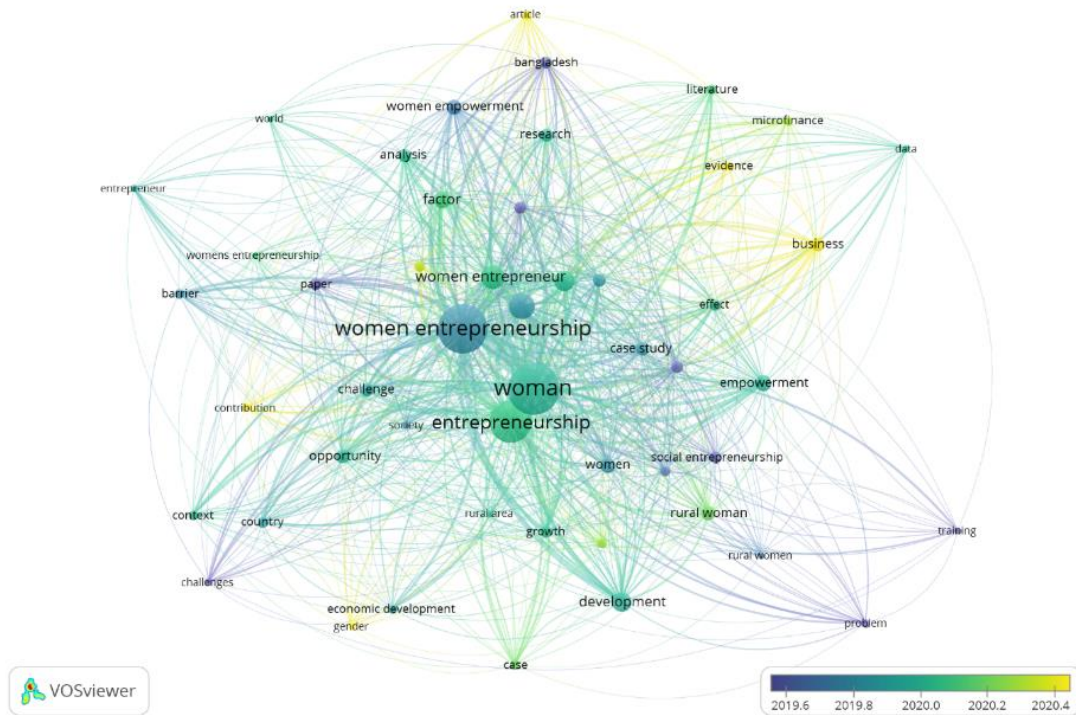 article
bangladesh
literature
women empowerment
world
microfinance
research
data
analysis
evidence
entrepreneur
factor
business
womens entrepreneurship
women entrepreneur
paper
barrier
effect
women entrepreneurship
case study
woman
empowerment
challenge
contribution
entrepreneurship
society
opportunity
social entrepreneurship
women
rural woman
context
rural area
country
growth
training
rural women
challenges
development
economic development
problem
gender
case
VOSviewer
2019.6 2019.8 2020.0 2020.2 2020.4